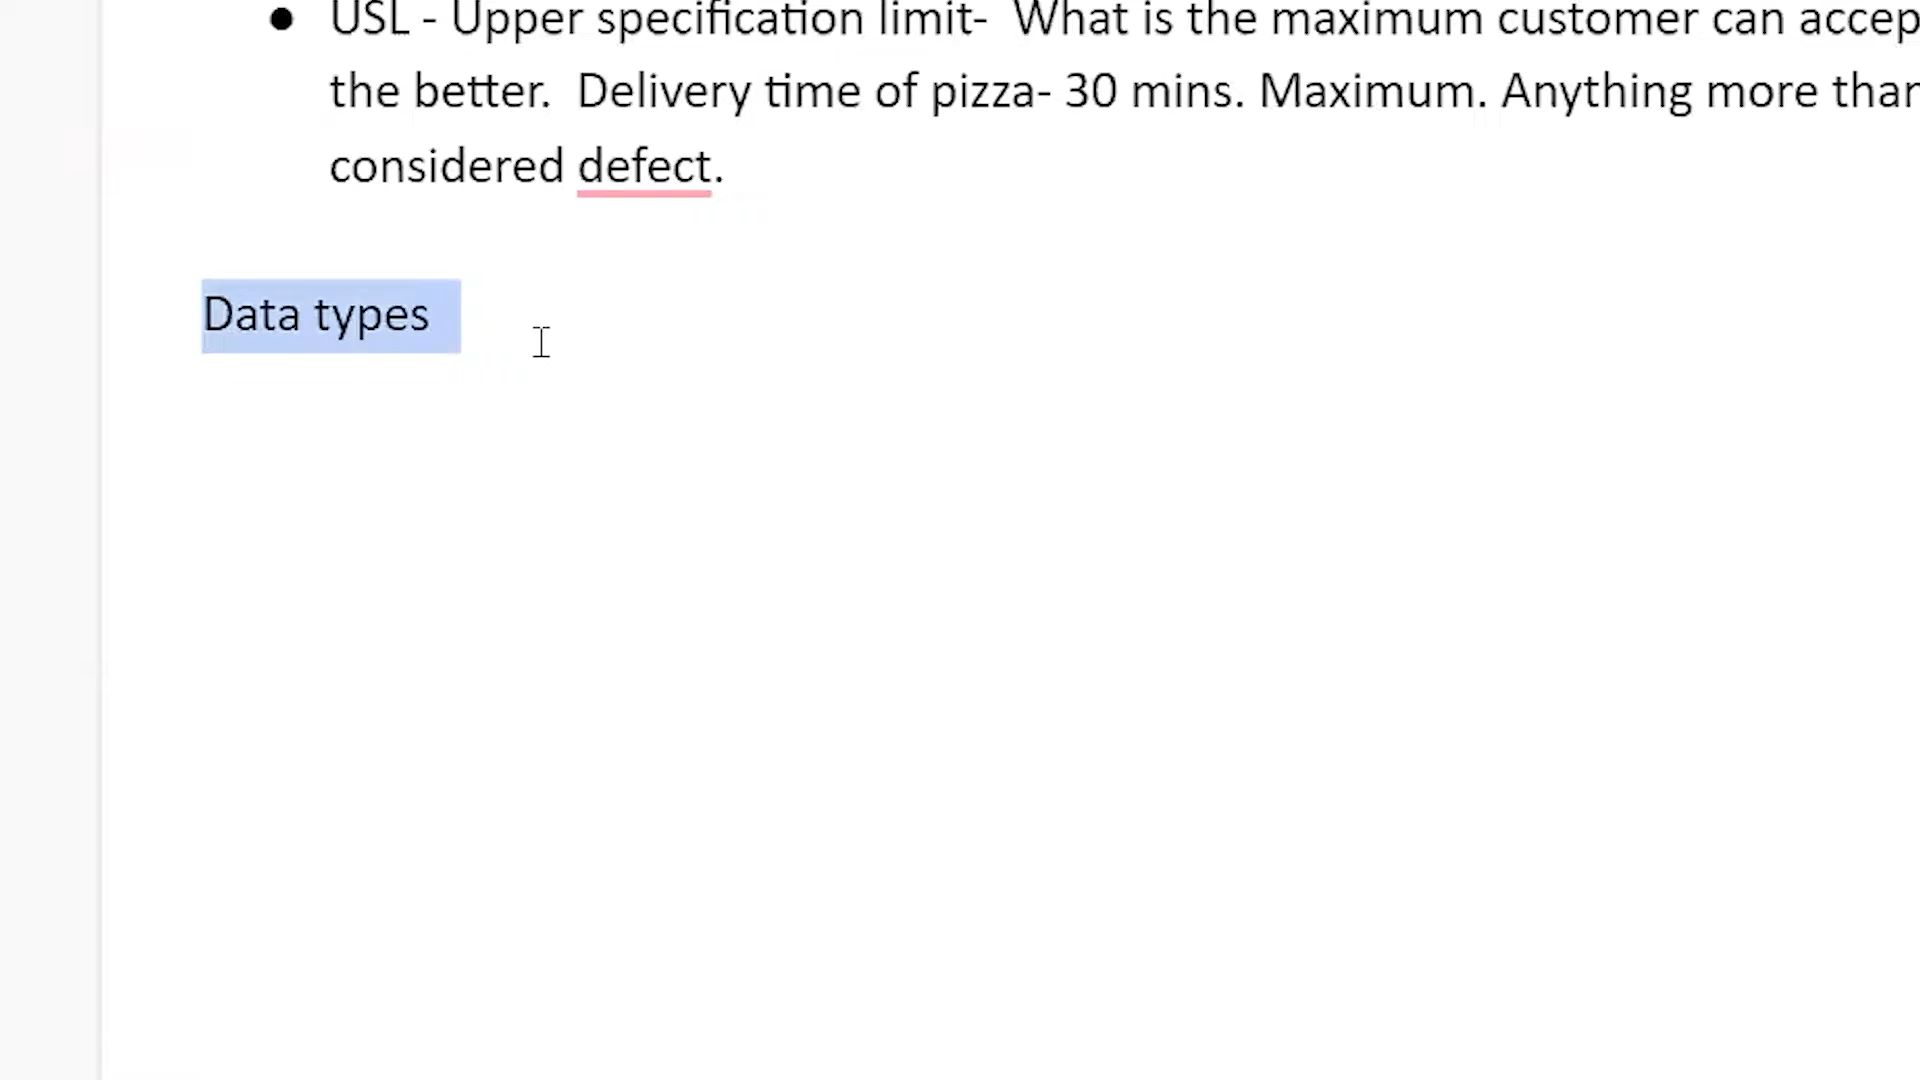 ● USL - Upper specification limit-  What is the maximum customer can accep
the better.  Delivery time of pizza- 30 mins. Maximum. Anything more than
considered defect.
Data types